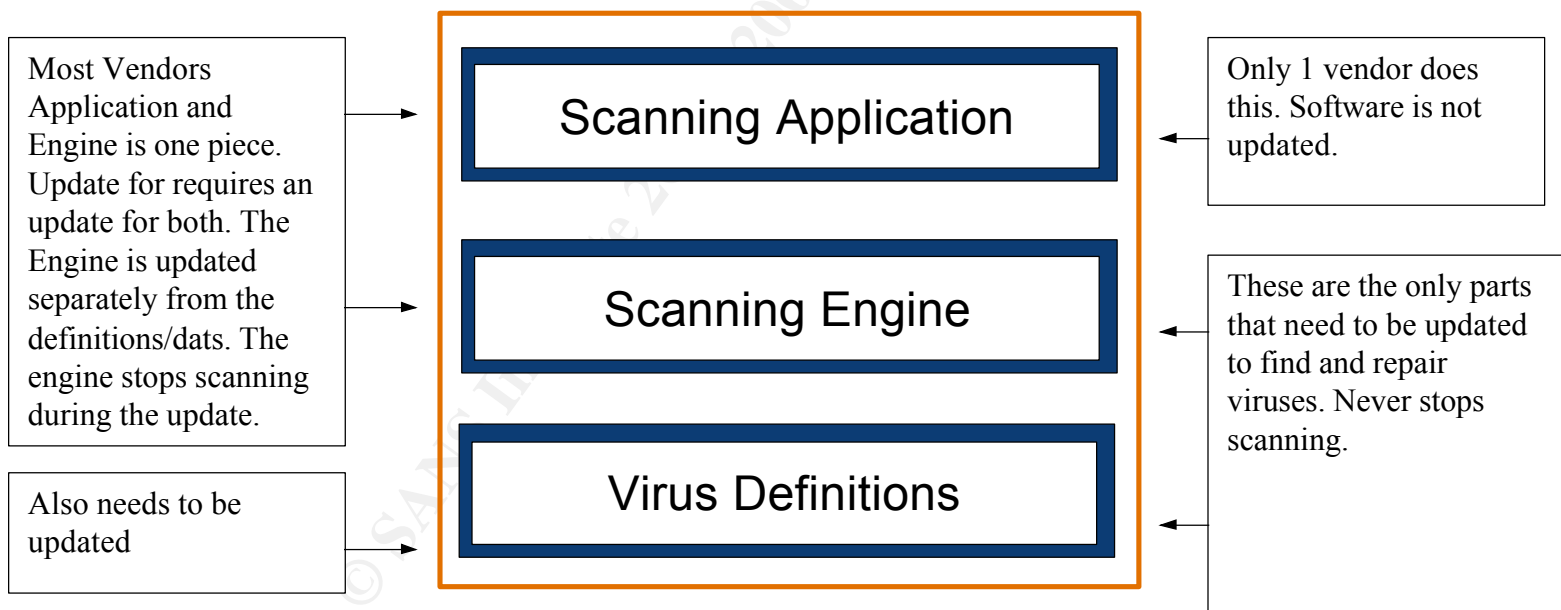 Most Vendors
Application and
Engine is one piece.
Update for requires an
update for both. The
Engine is updated
separately from the
definitions/dats. The
engine stops scanning
during the update.
Also needs to be
updated
Scanning Application
Scanning Engine
Virus Definitions
Only 1 vendor does
this. Software is not
updated.
These are the only parts
that need to be updated
to find and repair
viruses. Never stops
scanning.
© SANS In